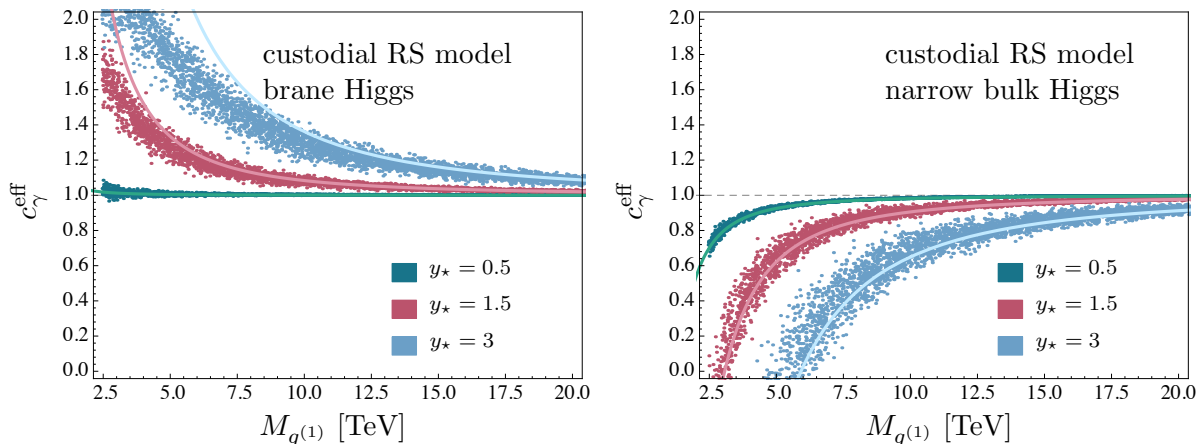 custodial RS model
brane Higgs
c_γ^eff
2.0
1.8
1.6
1.4
1.2
1.0
0.8
0.6
0.4
0.2
0.0
y⋆ = 0.5
y⋆ = 1.5
y⋆ = 3
2.5 5.0 7.5 10.0 12.5 15.0 17.5 20.0
M_g(1) [TeV]
custodial RS model
narrow bulk Higgs
c_γ^eff
2.0
1.8
1.6
1.4
1.2
1.0
0.8
0.6
0.4
0.2
0.0
y⋆ = 0.5
y⋆ = 1.5
y⋆ = 3
2.5 5.0 7.5 10.0 12.5 15.0 17.5 20.0
M_g(1) [TeV]